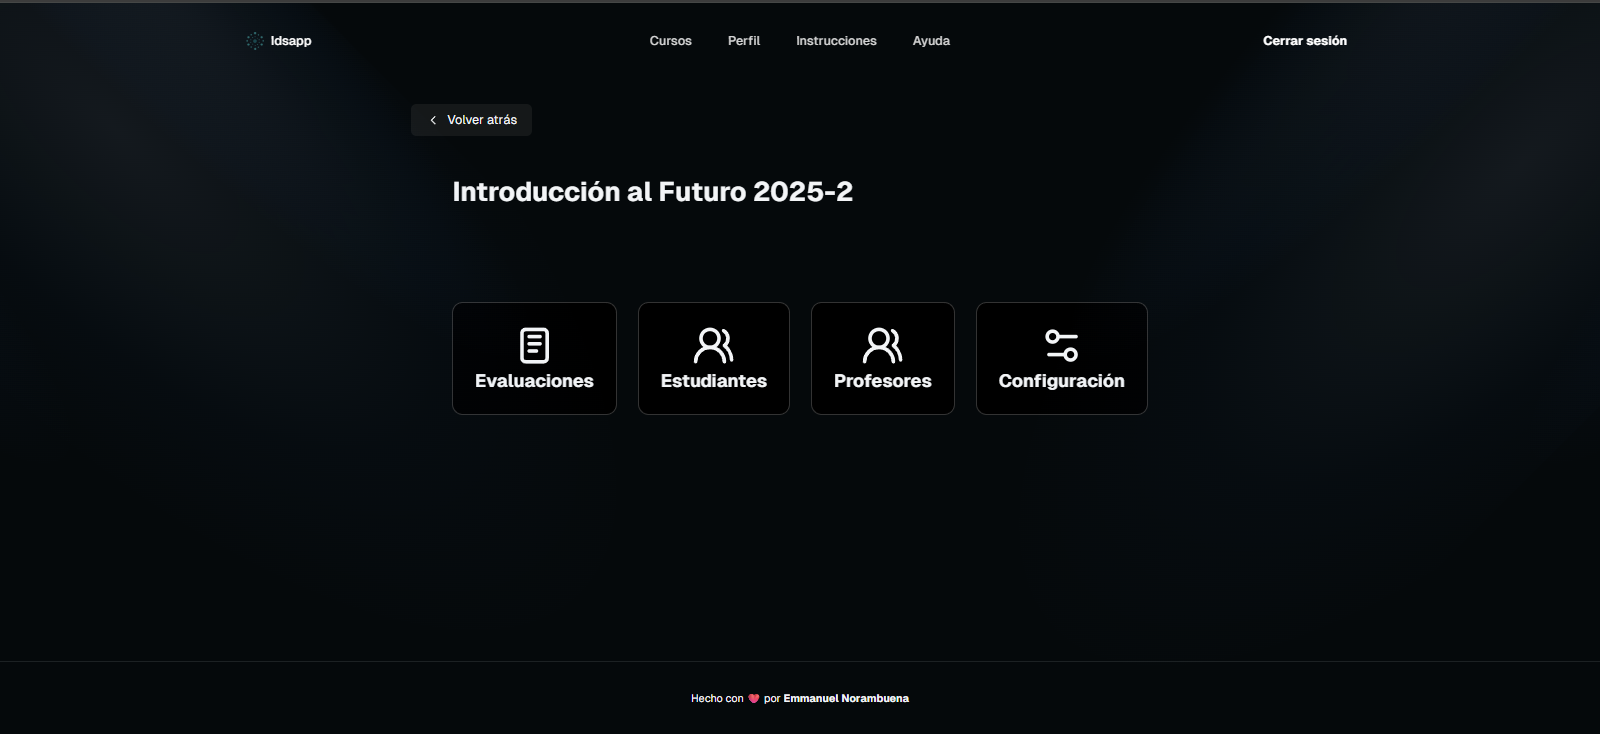 Idsapp
Cursos Perfil Instrucciones Ayuda
Cerrar sesión
Volver atrás
Introducción al Futuro 2025-2
Evaluaciones Estudiantes Profesores Configuración
Hecho con ❤️ por Emmanuel Norambuena